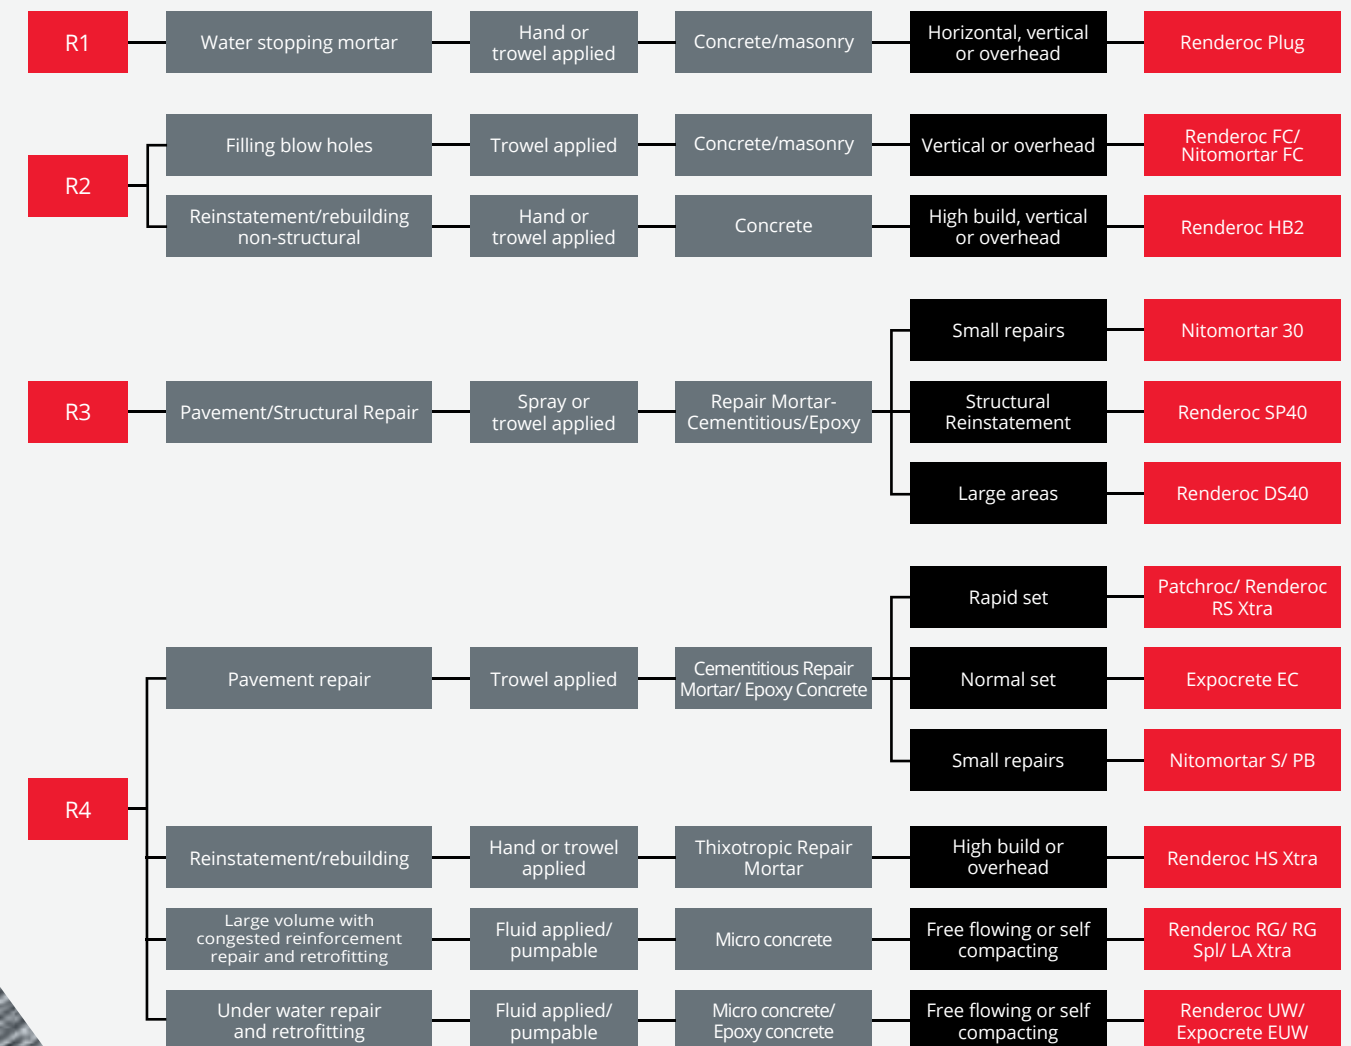 R1
Water stopping mortar
Hand or
trowel applied
Concrete/masonry
Horizontal, vertical
or overhead
Renderoc Plug
R2
Filling blow holes
Trowel applied
Concrete/masonry
Vertical or overhead
Renderoc FC/
Nitomortar FC
Reinstatement/rebuilding
non-structural
Hand or
trowel applied
Concrete
High build, vertical
or overhead
Renderoc HB2
R3
Pavement/Structural Repair
Spray or
trowel applied
Repair Mortar-
Cementitious/Epoxy
Small repairs
Nitomortar 30
Structural
Reinstatement
Renderoc SP40
Large areas
Renderoc DS40
R4
Pavement repair
Trowel applied
Cementitious Repair
Mortar/ Epoxy Concrete
Rapid set
Patchroc/ Renderoc
RS Xtra
Normal set
Expocrete EC
Small repairs
Nitomortar S/ PB
Reinstatement/rebuilding
Hand or trowel
applied
Thixotropic Repair
Mortar
High build or
overhead
Renderoc HS Xtra
Large volume with
congested reinforcement
repair and retrofitting
Fluid applied/
pumpable
Micro concrete
Free flowing or self
compacting
Renderoc RG/ RG
Spl/ LA Xtra
Under water repair
and retrofitting
Fluid applied/
pumpable
Micro concrete/
Epoxy concrete
Free flowing or self
compacting
Renderoc UW/
Expocrete EUW